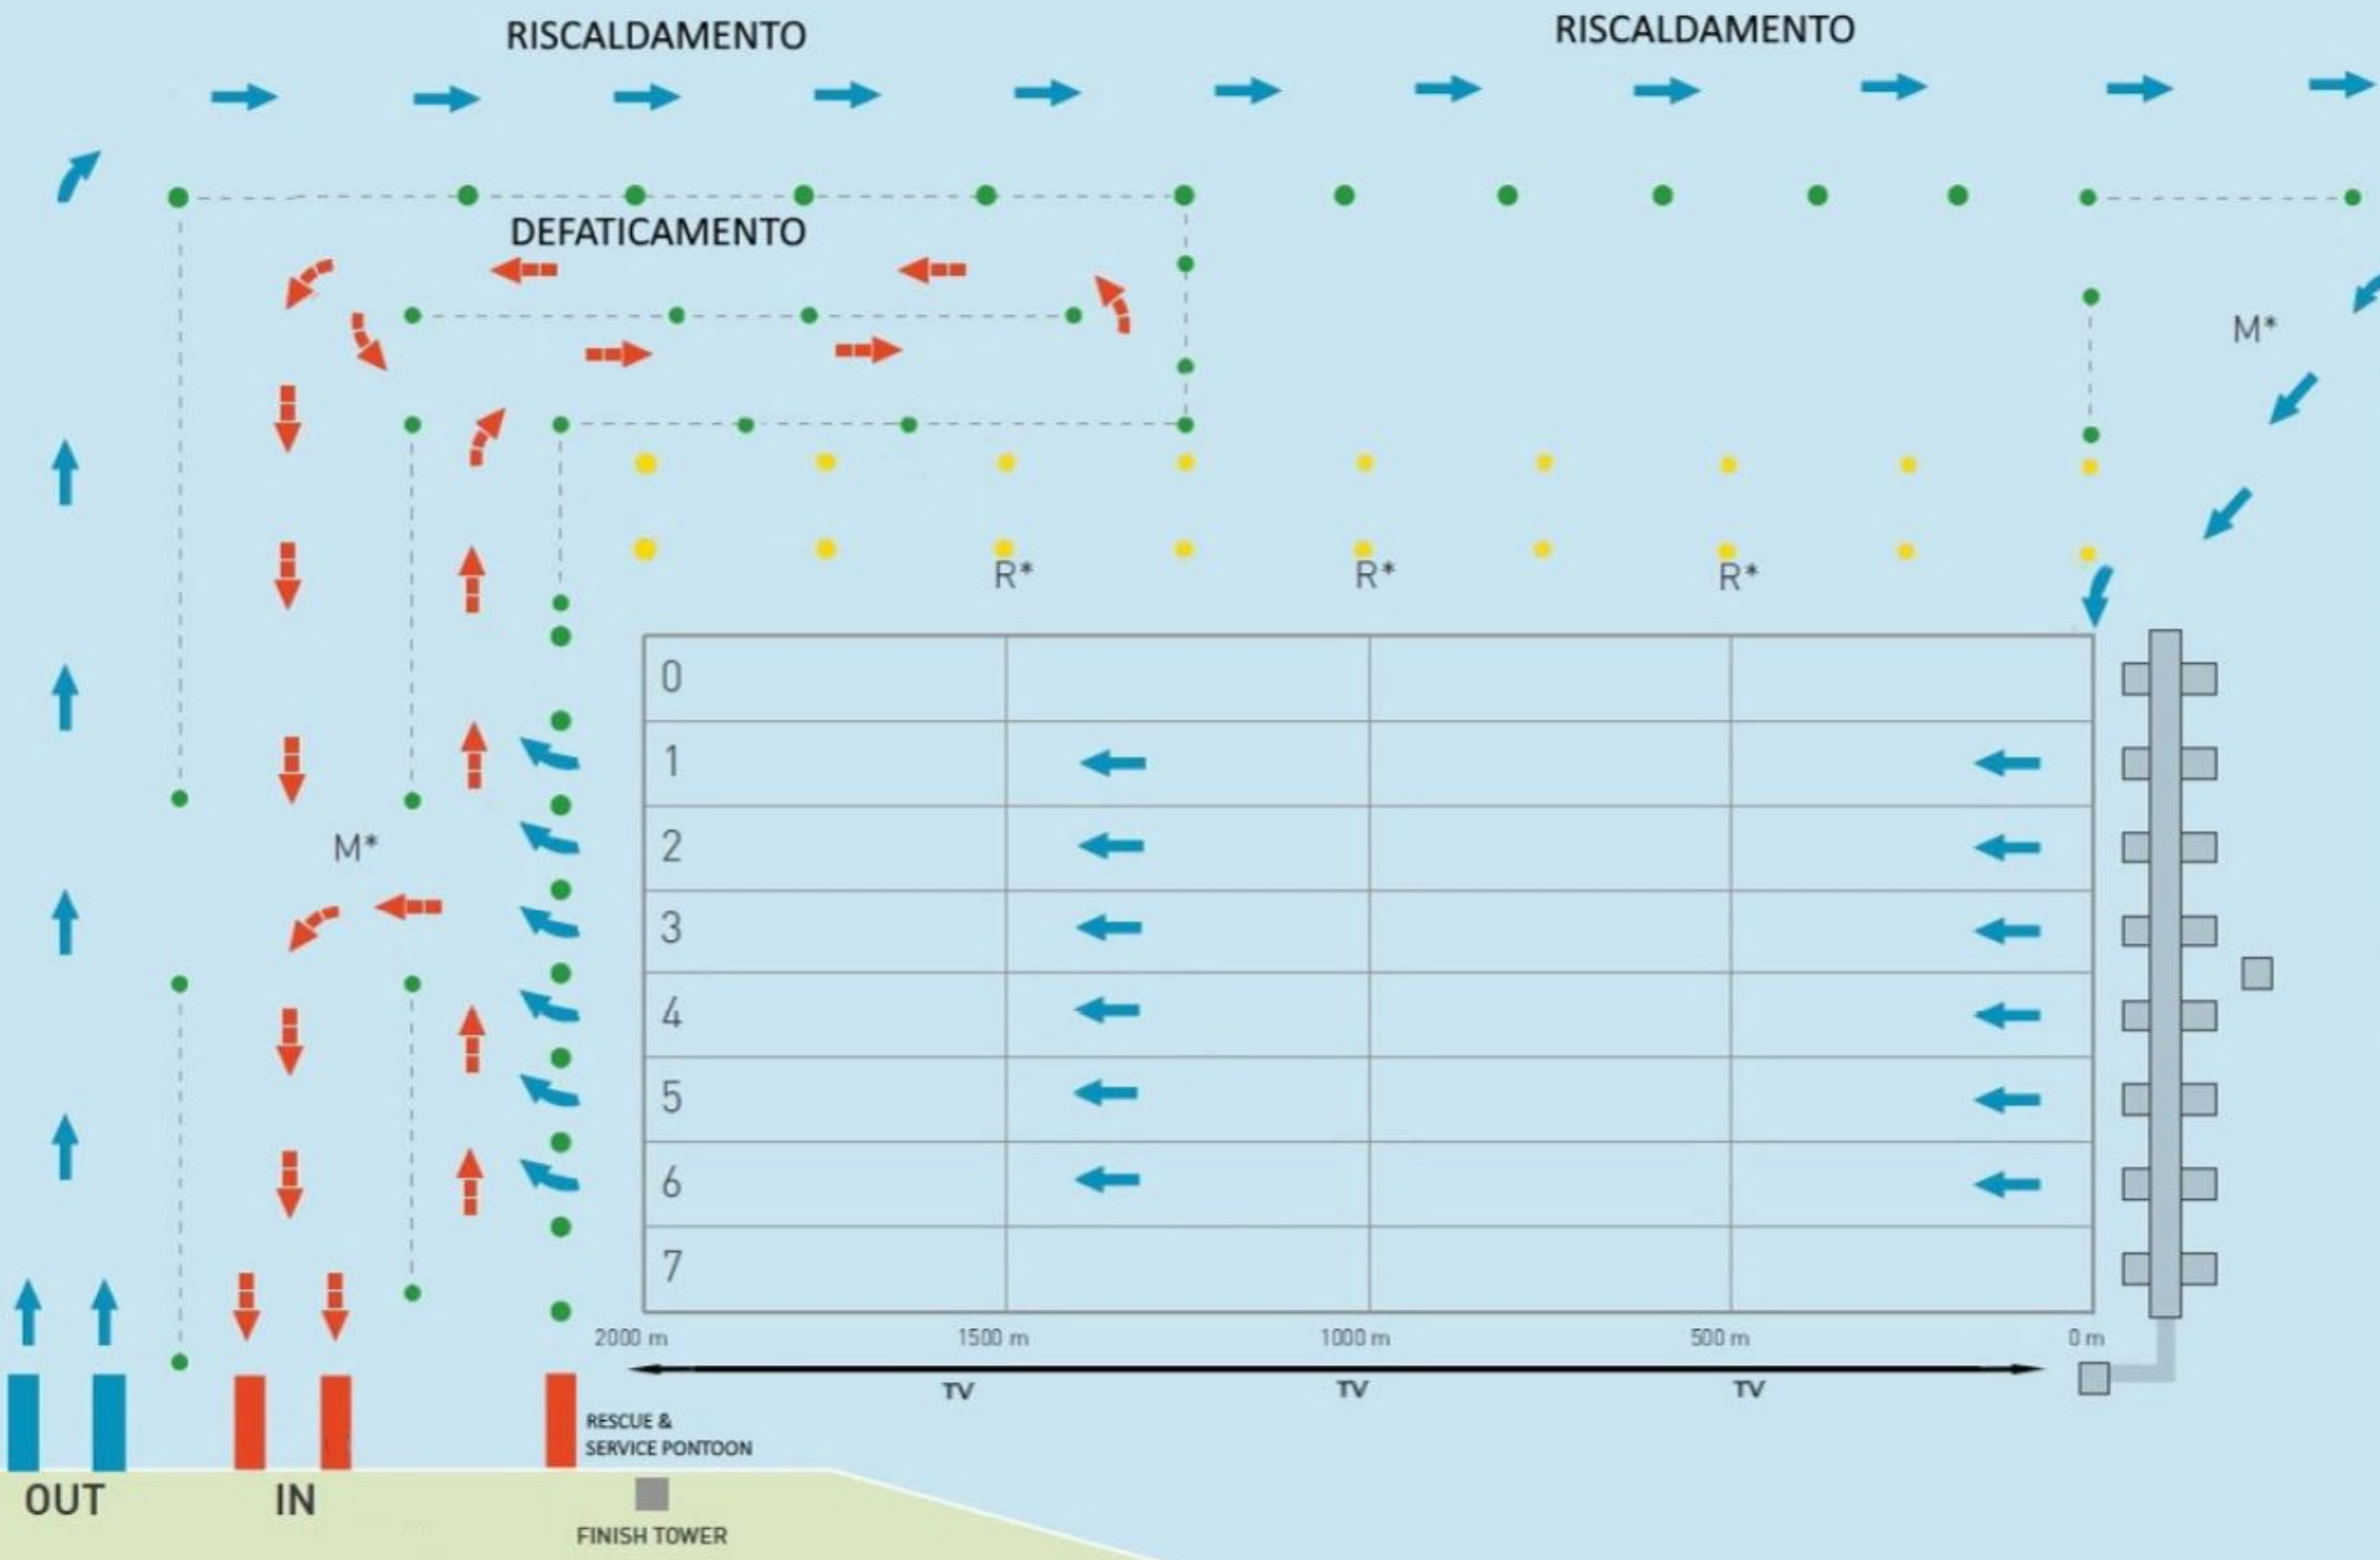 RISCALDAMENTO
RISCALDAMENTO
DEFATICAMENTO
M*
R*
R*
R*
0
1
2
M*
3
4
5
6
7
2000 m
1500 m
1000 m
500 m
0 m
TV
TV
TV
RESCUE &
SERVICE PONTOON
OUT
IN
FINISH TOWER